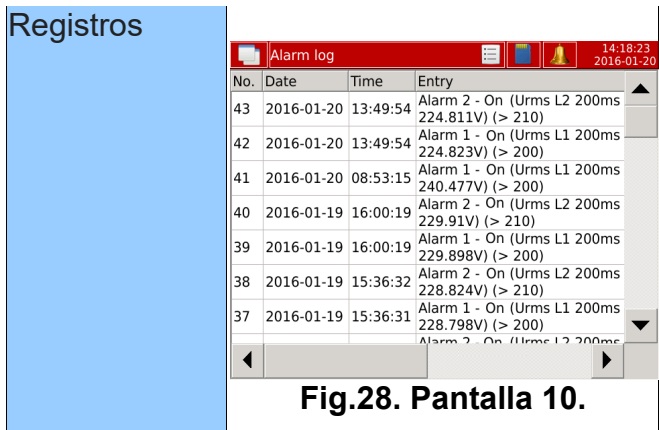 Registros
Alarm log
14:18:23
2016-01-20
No. Date Time Entry
43 2016-01-20 13:49:54 Alarm 2 - On (Urms L2 200ms
224.811V) (> 210)
42 2016-01-20 13:49:54 Alarm 1 - On (Urms L1 200ms
224.823V) (> 200)
41 2016-01-20 08:53:15 Alarm 1 - On (Urms L1 200ms
240.477V) (> 200)
40 2016-01-19 16:00:19 Alarm 2 - On (Urms L2 200ms
229.91V) (> 210)
39 2016-01-19 16:00:19 Alarm 1 - On (Urms L1 200ms
229.898V) (> 200)
38 2016-01-19 15:36:32 Alarm 2 - On (Urms L2 200ms
228.824V) (> 210)
37 2016-01-19 15:36:31 Alarm 1 - On (Urms L1 200ms
228.798V) (> 200)
Alarm 2 - On (Urms L2 200ms
Fig.28. Pantalla 10.